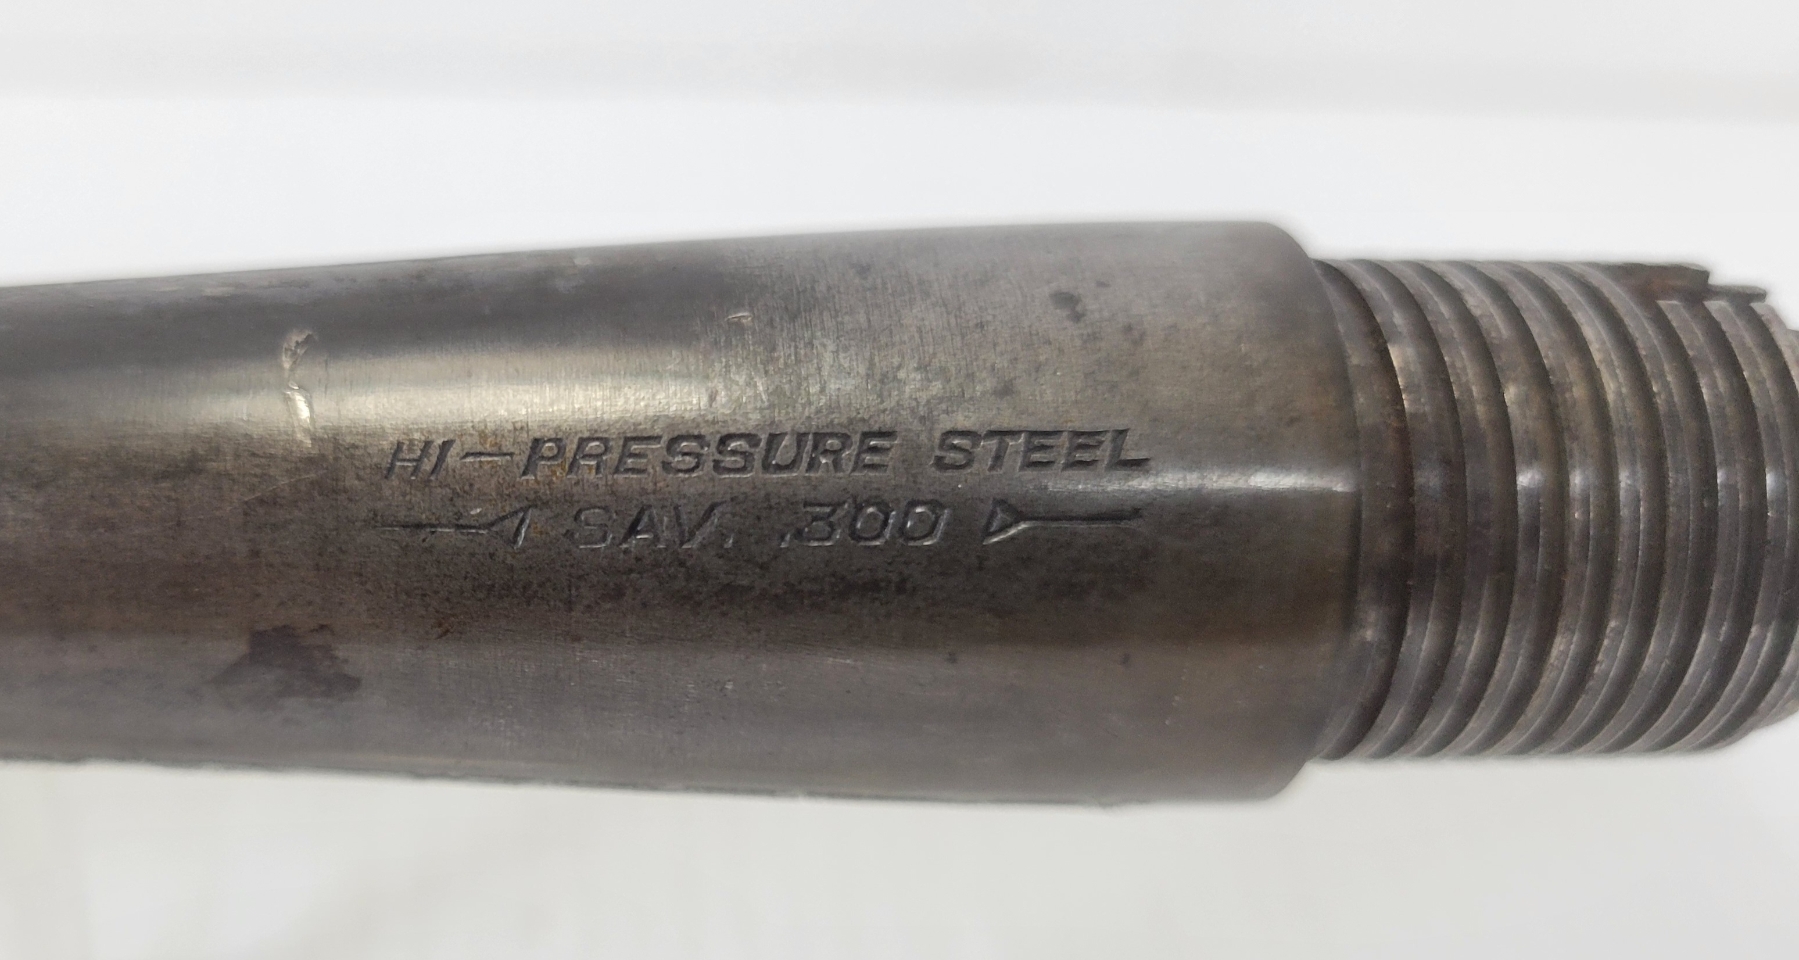 HI-PRESSURE STEEL
SAV. .300